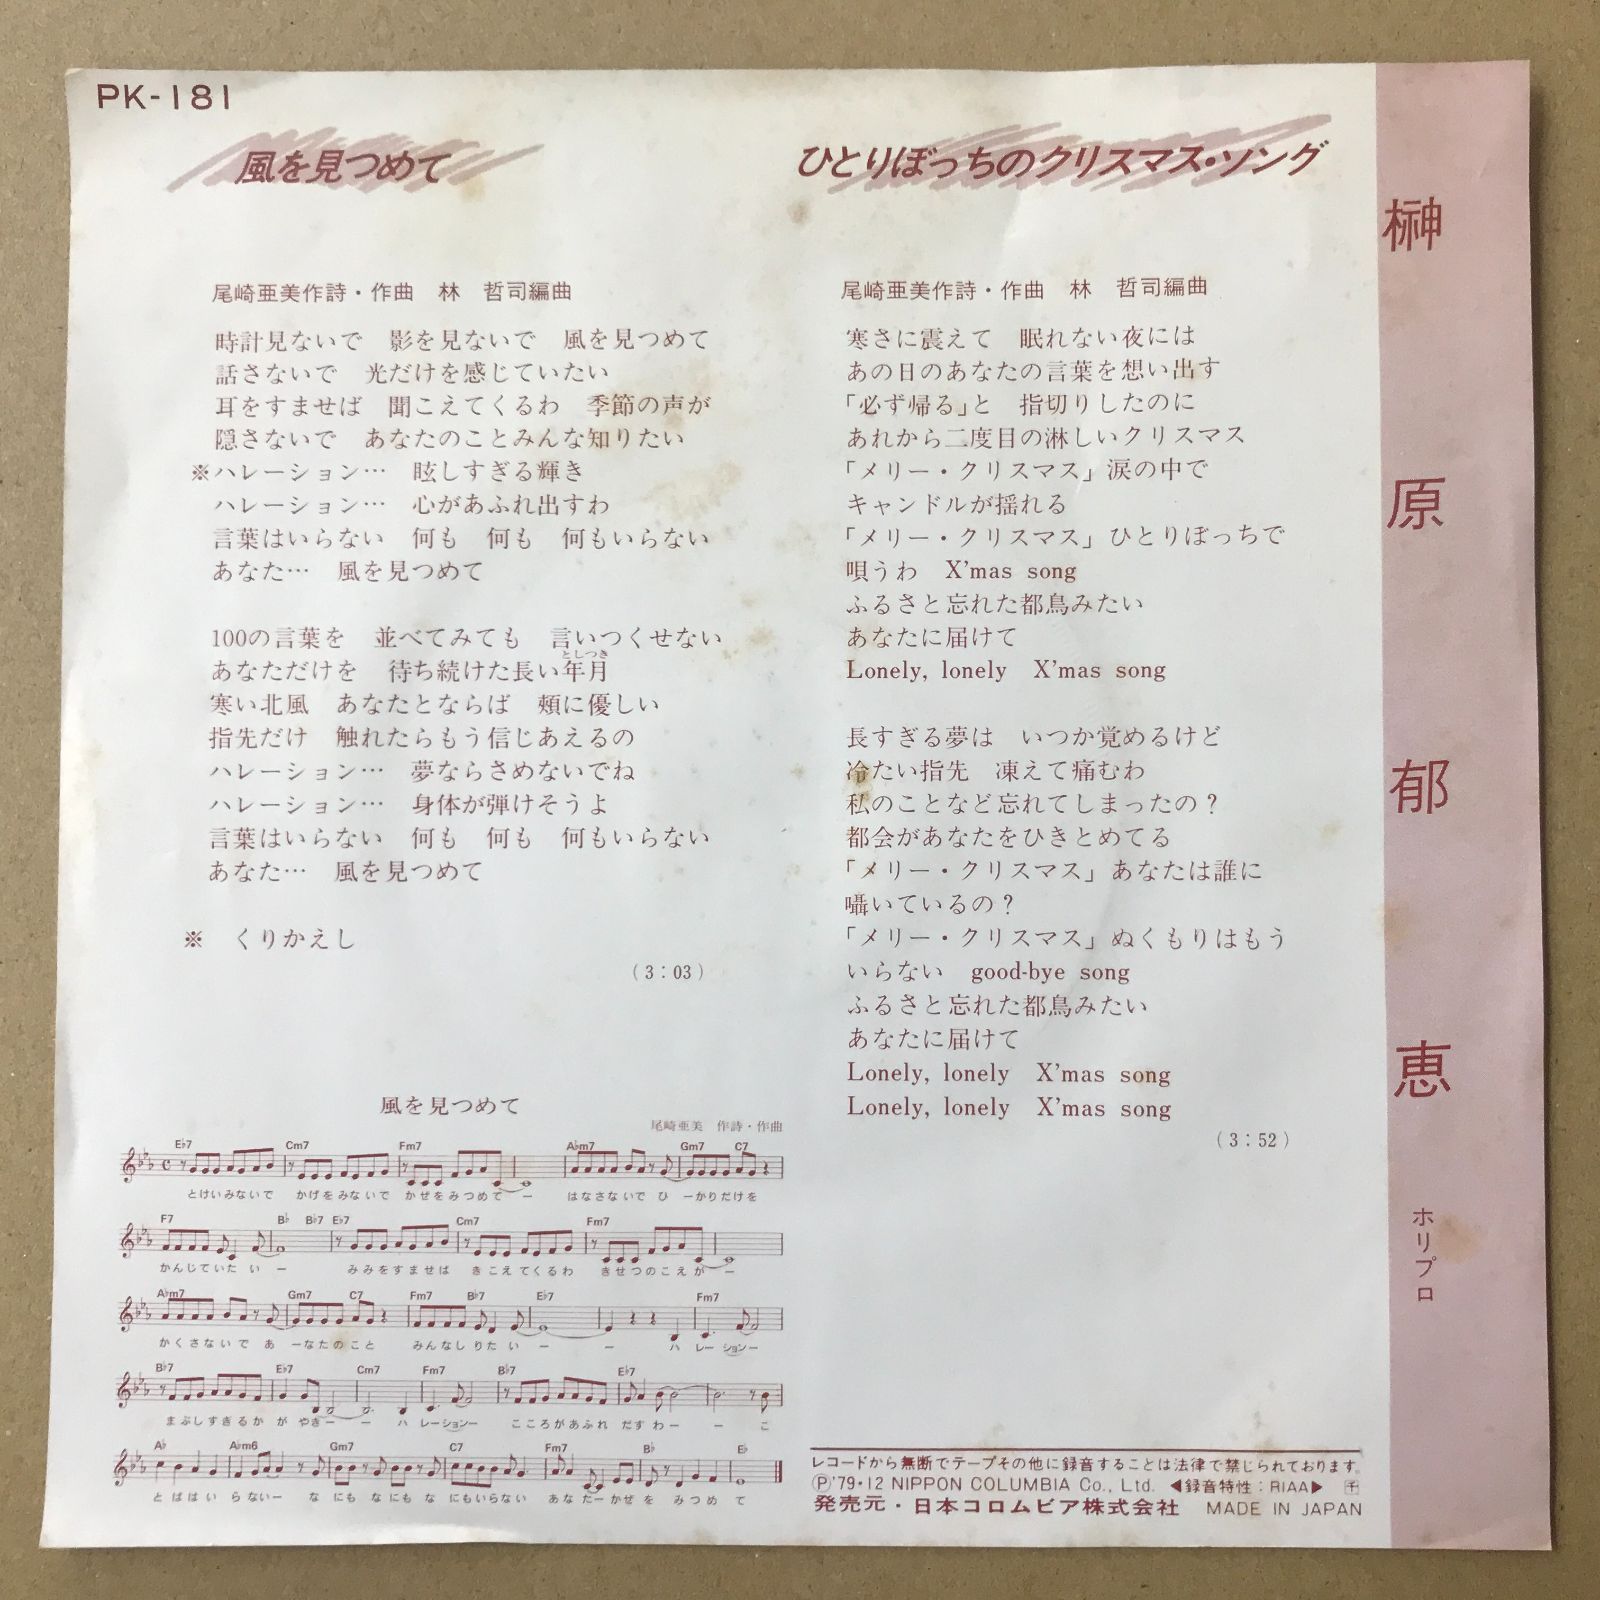 PK-181
風を見つめて
尾崎亜美作詩・作曲　林　哲司編曲
時計見ないで　影を見ないで　風を見つめて
話さないで　光だけを感じていたい
耳をすませば　聞こえてくるわ　季節の声が
隠さないで　あなたのことみんな知りたい
※ハレーション…　眩しすぎる輝き
ハレーション…　心があふれ出すわ
言葉はいらない　何も　何も　何もいらない
あなた…　風を見つめて
100の言葉を　並べてみても　言いつくせない
としつき
あなただけを　待ち続けた長い年月
寒い北風　あなたとならば　頬に優しい
指先だけ　触れたらもう信じあえるの
ハレーション…　夢ならさめないでね
ハレーション…　身体が弾けそうよ
言葉はいらない　何も　何も　何もいらない
あなた…　風を見つめて
※　くりかえし
(3:03)
風を見つめて
尾崎亜美　作詩・作曲
E♭7 Cm7 Fm7 A♭m7 Gm7 C7
とけいみないで　かげをみないで　かぜをみつめてー　はなさないで ひ ーかりだけを
F7 B♭ B♭7 E♭7 Cm7 Fm7
かんじていたいー　みみをすませば　きこえてくるわ　きせつのこえがー
A♭m7 Gm7 C7 Fm7 B♭7 E♭7 Fm7
かくさないで あ ーなたのこと　みんなしりたいー　ー　ハ レーションー
B♭7 E♭7 Cm7 Fm7 B♭7 E♭7
まぶしすぎるか が やきーー ハ レーションー　こころがあふれ だすわーー こ
A♭ A♭m6 Gm7 C7 Fm7 B♭ E♭
とばはい らないー な にも なにも な にもいらない あなたーかぜを みつめて
ひとりぼっちのクリスマス・ソング
尾崎亜美作詩・作曲　林　哲司編曲
寒さに震えて　眠れない夜には
あの日のあなたの言葉を想い出す
「必ず帰る」と　指切りしたのに
あれから二度目の淋しいクリスマス
「メリー・クリスマス」涙の中で
キャンドルが揺れる
「メリー・クリスマス」ひとりぼっちで
唄うわ　X'mas song
ふるさと忘れた都鳥みたい
あなたに届けて
Lonely, lonely　X'mas song
長すぎる夢は　いつか覚めるけど
冷たい指先　凍えて痛むわ
私のことなど忘れてしまったの？
都会があなたをひきとめてる
「メリー・クリスマス」あなたは誰に
囁いているの？
「メリー・クリスマス」ぬくもりはもう
いらない　good-bye song
ふるさと忘れた都鳥みたい
あなたに届けて
Lonely, lonely　X'mas song
Lonely, lonely　X'mas song
(3:52)
レコードから無断でテープその他に録音することは法律で禁じられております。
Ⓟ'79・12 NIPPON COLUMBIA Co., Ltd. ◀録音特性：RIAA▶ 千
発売元・日本コロムビア株式会社　MADE IN JAPAN
榊原郁恵
ホリプロ